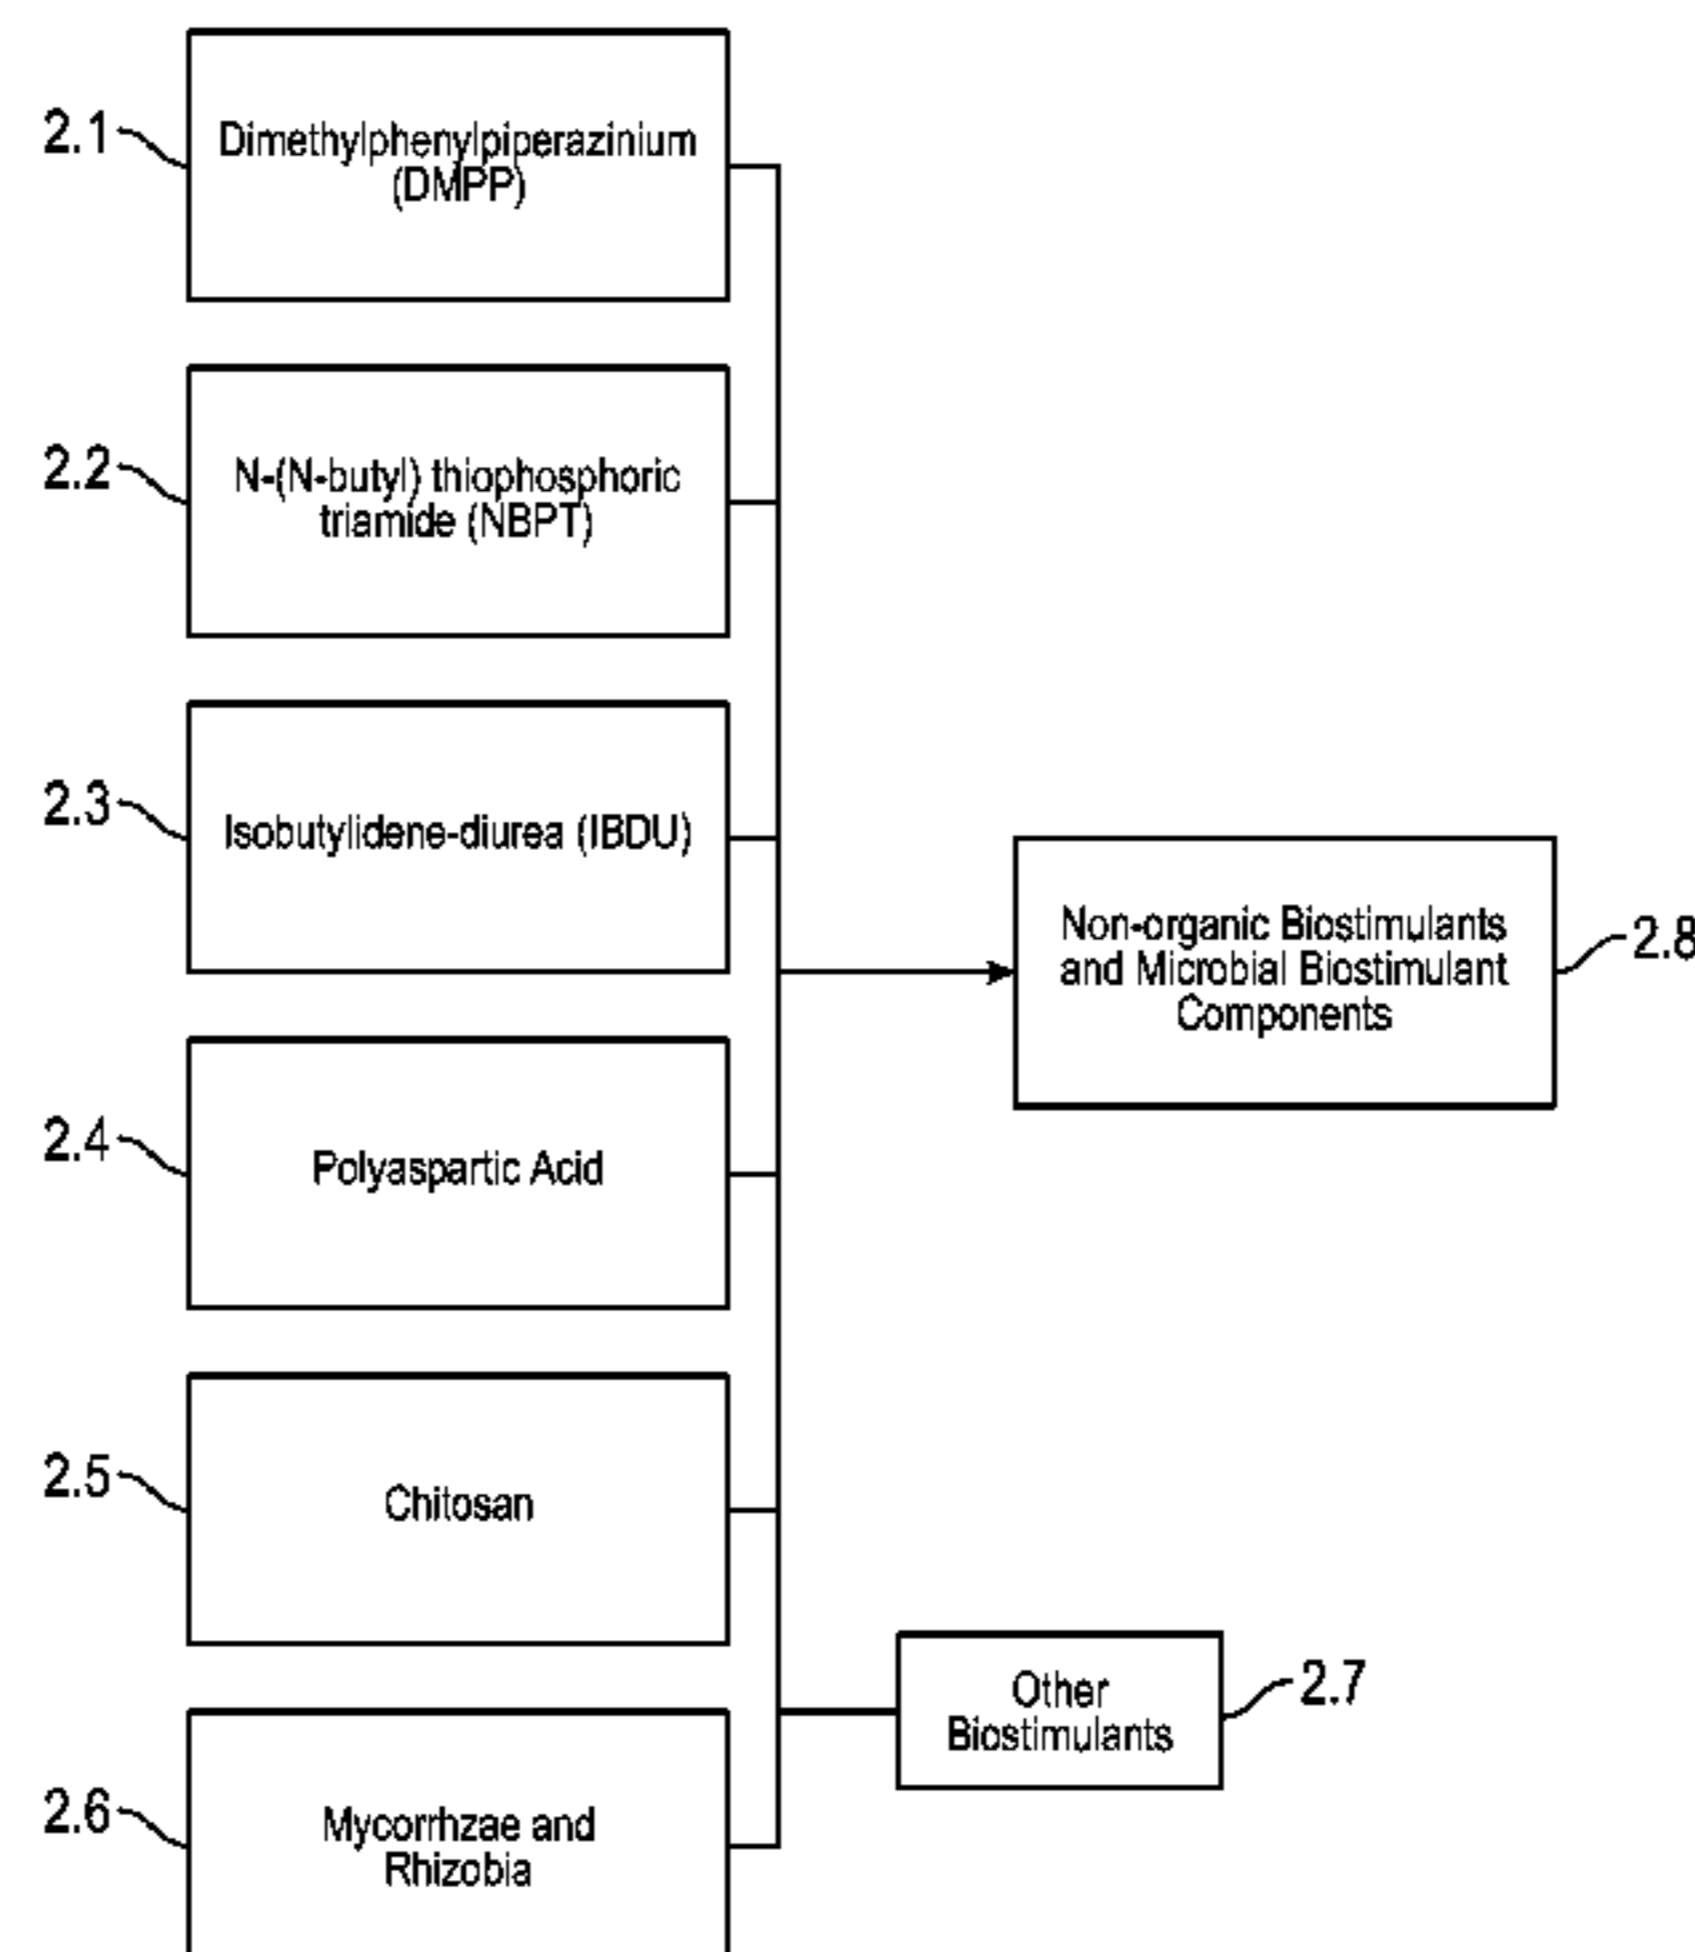 2.1
Dimethylphenylpiperazinium
(DMPP)
2.2
N-(N-butyl) thiophosphoric
triamide (NBPT)
2.3
Isobutylidene-diurea (IBDU)
Non-organic Biostimulants
and Microbial Biostimulant
Components
2.8
2.4
Polyaspartic Acid
2.5
Chitosan
Other
Biostimulants
2.7
2.6
Mycorrhzae and
Rhizobia